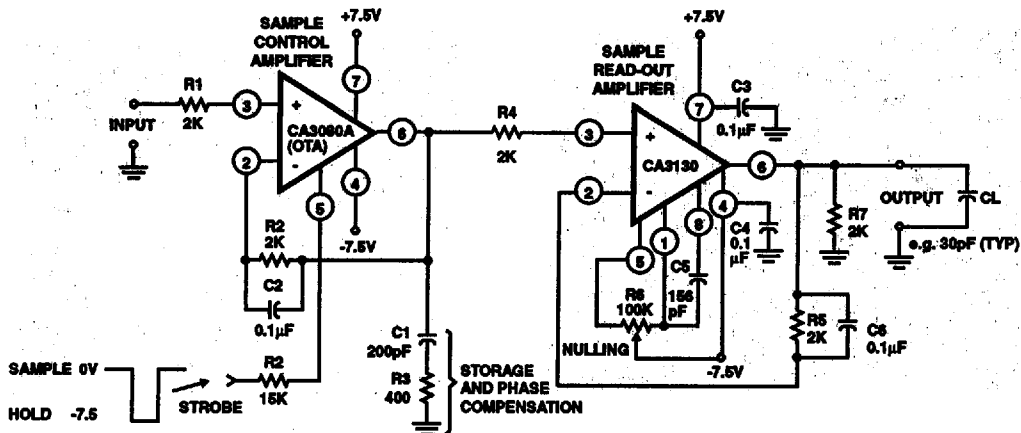 +7.5V
SAMPLE
CONTROL
AMPLIFIER
7
R1
2K
3
+
INPUT
CA3080A
(OTA)
6
2
-
4
5
-7.5V
R2
2K
C2
0.1μF
C1
200pF
R3
400
STORAGE
AND PHASE
COMPENSATION
SAMPLE 0V
HOLD -7.5
STROBE
R2
15K
R4
2K
+7.5V
SAMPLE
READ-OUT
AMPLIFIER
7
C3
0.1μF
3
+
CA3130
6
2
-
4
8
1
5
C4
0.1
μF
C5
156
pF
R6
100K
NULLING
-7.5V
R7
2K
OUTPUT
CL
e.g. 30pF (TYP)
R5
2K
C6
0.1μF